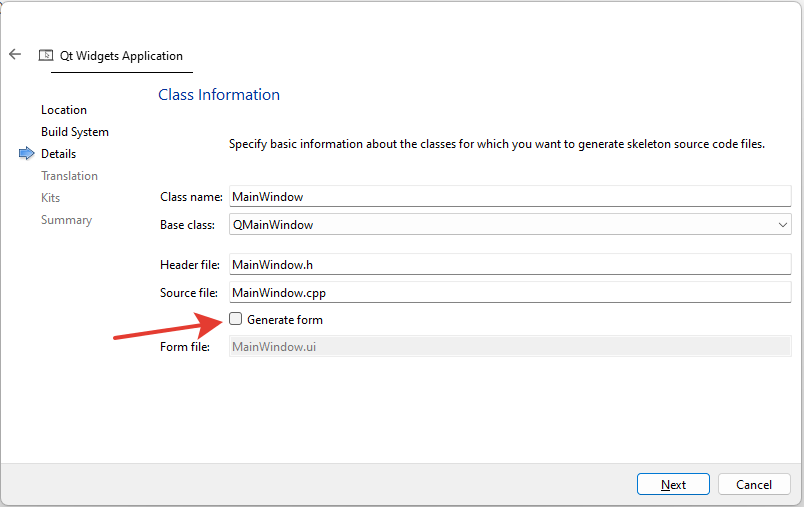 Qt Widgets Application
Location
Build System
Details
Translation
Kits
Summary
Class Information
Specify basic information about the classes for which you want to generate skeleton source code files.
Class name: MainWindow
Base class: QMainWindow
Header file: MainWindow.h
Source file: MainWindow.cpp
Generate form
Form file: MainWindow.ui
Next Cancel